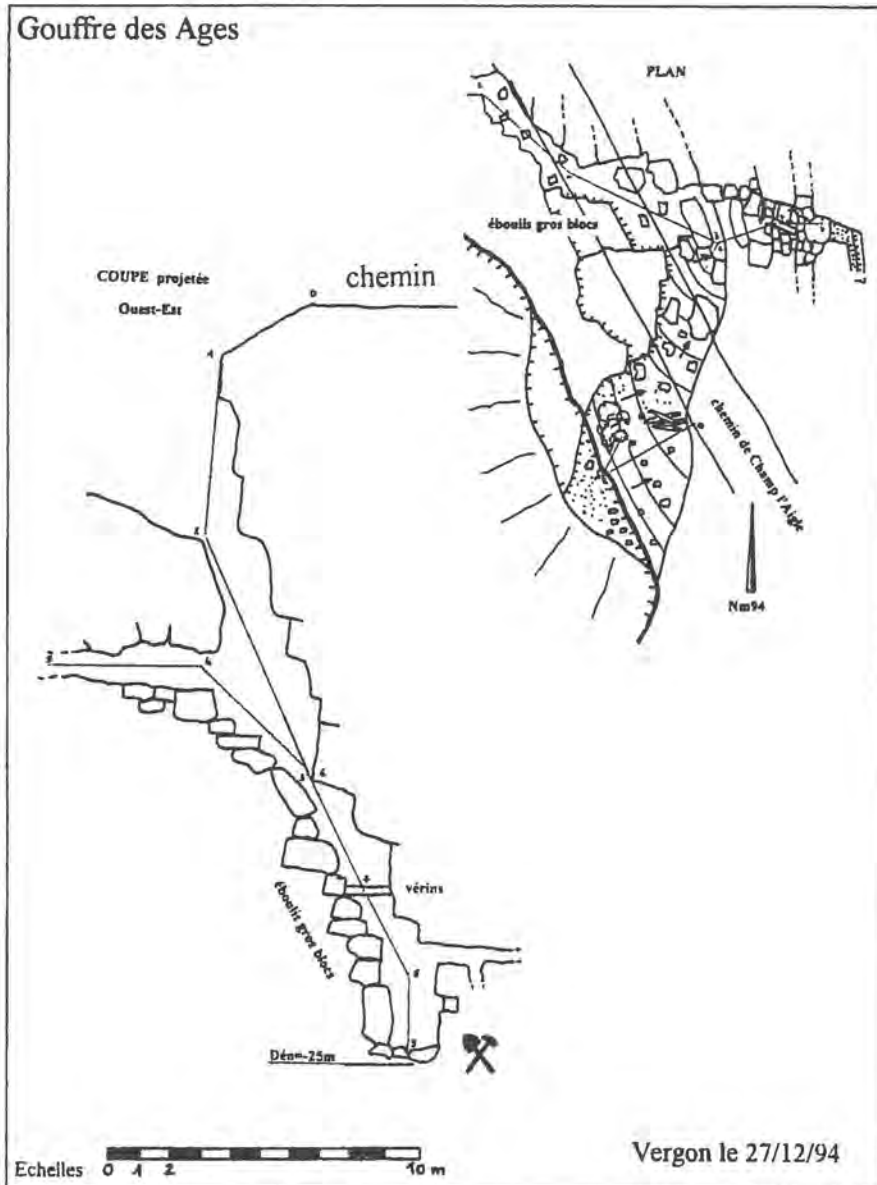 Gouffre des Ages
PLAN
éboulis gros blocs
COUPE projetée
Ouest-Est
chemin
chemin de Champ l'Aigle
Nm94
vérins
éboulis gros blocs
Dén=-25m
Echelles 0 1 2 10 m
Vergon le 27/12/94